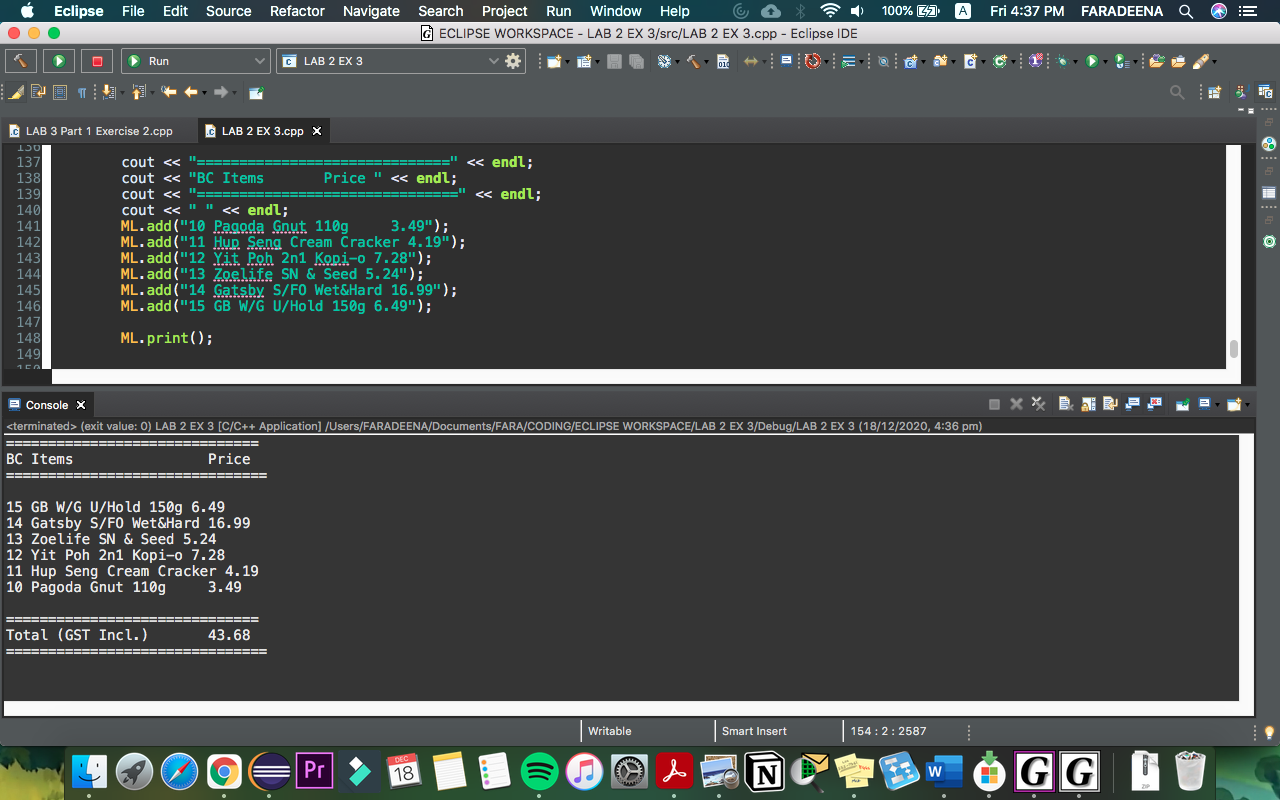 Eclipse File Edit Source Refactor Navigate Search Project Run Window Help 100% A Fri 4:37 PM FARADEENA
ECLIPSE WORKSPACE - LAB 2 EX 3/src/LAB 2 EX 3.cpp - Eclipse IDE
Run LAB 2 EX 3
LAB 3 Part 1 Exercise 2.cpp LAB 2 EX 3.cpp
136
137 cout << "==============================" << endl;
138 cout << "BC Items       Price " << endl;
139 cout << "===============================" << endl;
140 cout << " " << endl;
141 ML.add("10 Pagoda Gnut 110g     3.49");
142 ML.add("11 Hup Seng Cream Cracker 4.19");
143 ML.add("12 Yit Poh 2n1 Kopi-o 7.28");
144 ML.add("13 Zoelife SN & Seed 5.24");
145 ML.add("14 Gatsby S/FO Wet&Hard 16.99");
146 ML.add("15 GB W/G U/Hold 150g 6.49");
147
148 ML.print();
149
150
Console
<terminated> (exit value: 0) LAB 2 EX 3 [C/C++ Application] /Users/FARADEENA/Documents/FARA/CODING/ECLIPSE WORKSPACE/LAB 2 EX 3/Debug/LAB 2 EX 3 (18/12/2020, 4:36 pm)
==============================
BC Items                Price
===============================
15 GB W/G U/Hold 150g 6.49
14 Gatsby S/FO Wet&Hard 16.99
13 Zoelife SN & Seed 5.24
12 Yit Poh 2n1 Kopi-o 7.28
11 Hup Seng Cream Cracker 4.19
10 Pagoda Gnut 110g     3.49
==============================
Total (GST Incl.)       43.68
===============================
Writable Smart Insert 154 : 2 : 2587
Pr DEC 18 N W G G ZIP